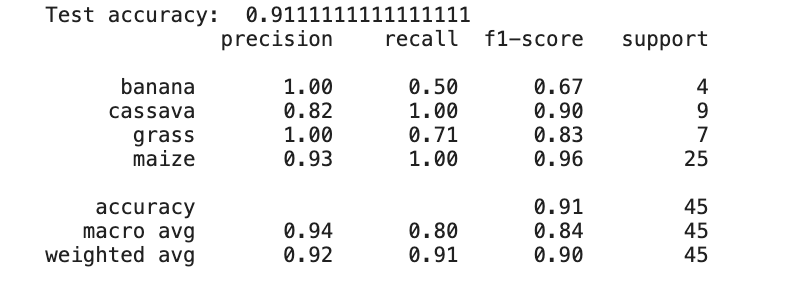 Test accuracy:  0.9111111111111111
              precision    recall  f1-score   support

      banana       1.00      0.50      0.67         4
     cassava       0.82      1.00      0.90         9
       grass       1.00      0.71      0.83         7
       maize       0.93      1.00      0.96        25

    accuracy                           0.91        45
   macro avg       0.94      0.80      0.84        45
weighted avg       0.92      0.91      0.90        45